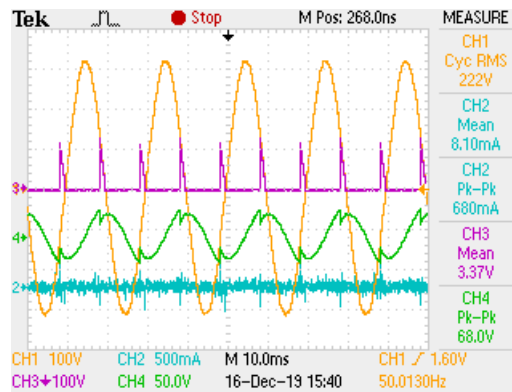 Tek Stop M Pos: 268.0ns MEASURE
CH1
Cyc RMS
222V
CH2
Mean
8.10mA
CH2
Pk-Pk
680mA
CH3
Mean
3.37V
CH4
Pk-Pk
68.0V
3
4
2
CH1 100V CH2 500mA M 10.0ms CH1 / 1.60V
CH3 100V CH4 50.0V 16-Dec-19 15:40 50.0130Hz